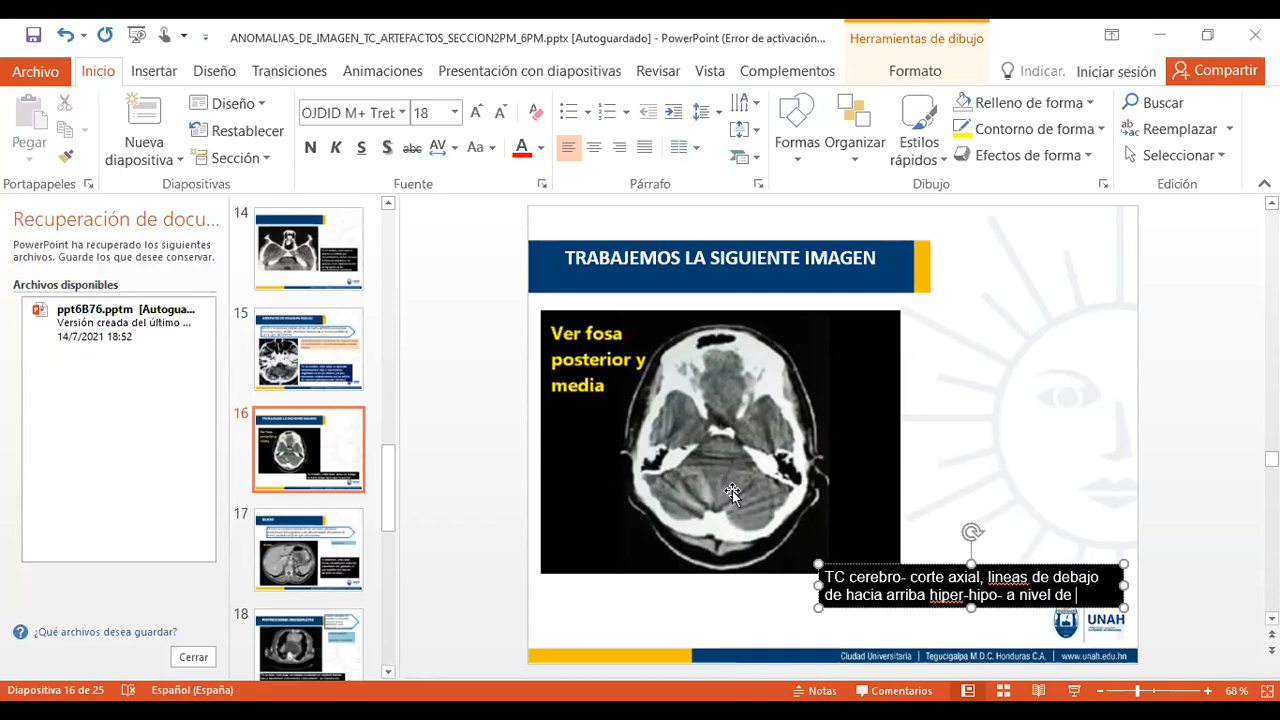 ANOMALIAS_DE_IMAGEN_TC_ARTEFACTOS_SECCION2PM_6PM.pptx [Autoguardado] - PowerPoint (Error de activación...
Herramientas de dibujo
Archivo
Inicio
Insertar
Diseño
Transiciones
Animaciones
Presentación con diapositivas
Revisar
Vista
Complementos
Formato
Indicar.
Iniciar sesión
Compartir
Pegar
Nueva
diapositiva
Diseño
Restablecer
Sección
OJDID M+ Tret
18
N K S S abc AV Aa A
Formas
Organizar
Estilos
rápidos
Relleno de forma
Contorno de forma
Efectos de forma
Buscar
Reemplazar
Seleccionar
Portapapeles
Diapositivas
Fuente
Párrafo
Dibujo
Edición
Recuperación de docu...
PowerPoint ha recuperado los siguientes
archivos. Guarde los que desee conservar.
Archivos disponibles
ppt6B76.pptm [Autogua...
Versión creada del último ...
14/7/2021 18:52
¿Qué archivos desea guardar?
Cerrar
14
15
16
17
18
TRABAJEMOS LA SIGUIENTE IMAGEN
Ver fosa
posterior y
media
TC cerebro- corte axial, lineas de debajo
de hacia arriba hiper-hipo- a nivel de
UNAH
Ciudad Universitaria
Tegucigalpa M.D.C. Honduras C.A.
www.unah.edu.hn
Diapositiva 16 de 25
Español (España)
Notas
Comentarios
68 %